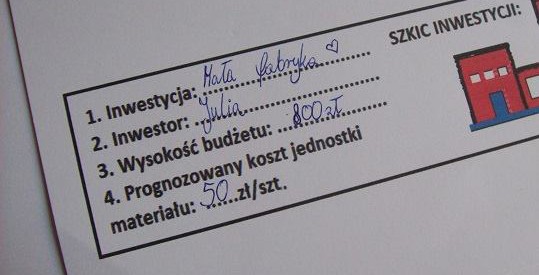 SZKIC INWESTYCJI:
1. Inwestycja: Mała fabryka ♡
2. Inwestor: Julia
3. Wysokość budżetu: 800 zł
4. Prognozowany koszt jednostki
materiału: 50 zł/szt.